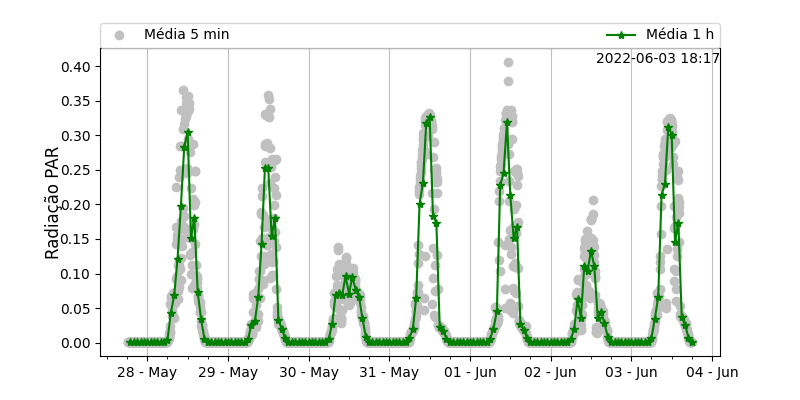 Média 5 min
Média 1 h
2022-06-03 18:17
Radiação PAR
0.40
0.35
0.30
0.25
0.20
0.15
0.10
0.05
0.00
28 - May 29 - May 30 - May 31 - May 01 - Jun 02 - Jun 03 - Jun 04 - Jun